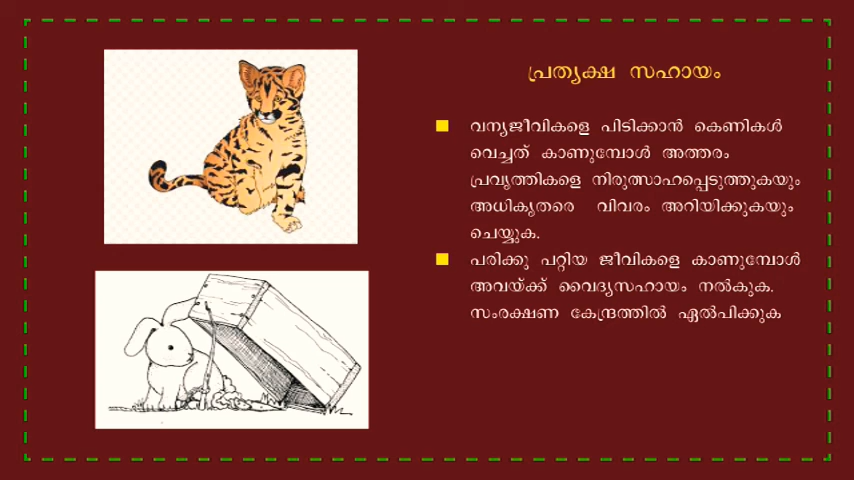 പ്രത്യക്ഷ സഹായം
വന്യജീവികളെ പിടിക്കാൻ കെണികൾ
വെച്ചത് കാണുമ്പോൾ അത്തരം
പ്രവൃത്തികളെ നിരുത്സാഹപ്പെടുത്തുകയും
അധികൃതരെ വിവരം അറിയിക്കുകയും
ചെയ്യുക.
പരിക്കു പറ്റിയ ജീവികളെ കാണുമ്പോൾ
അവയ്ക്ക് വൈദ്യസഹായം നൽകുക.
സംരക്ഷണ കേന്ദ്രത്തിൽ ഏൽപിക്കുക